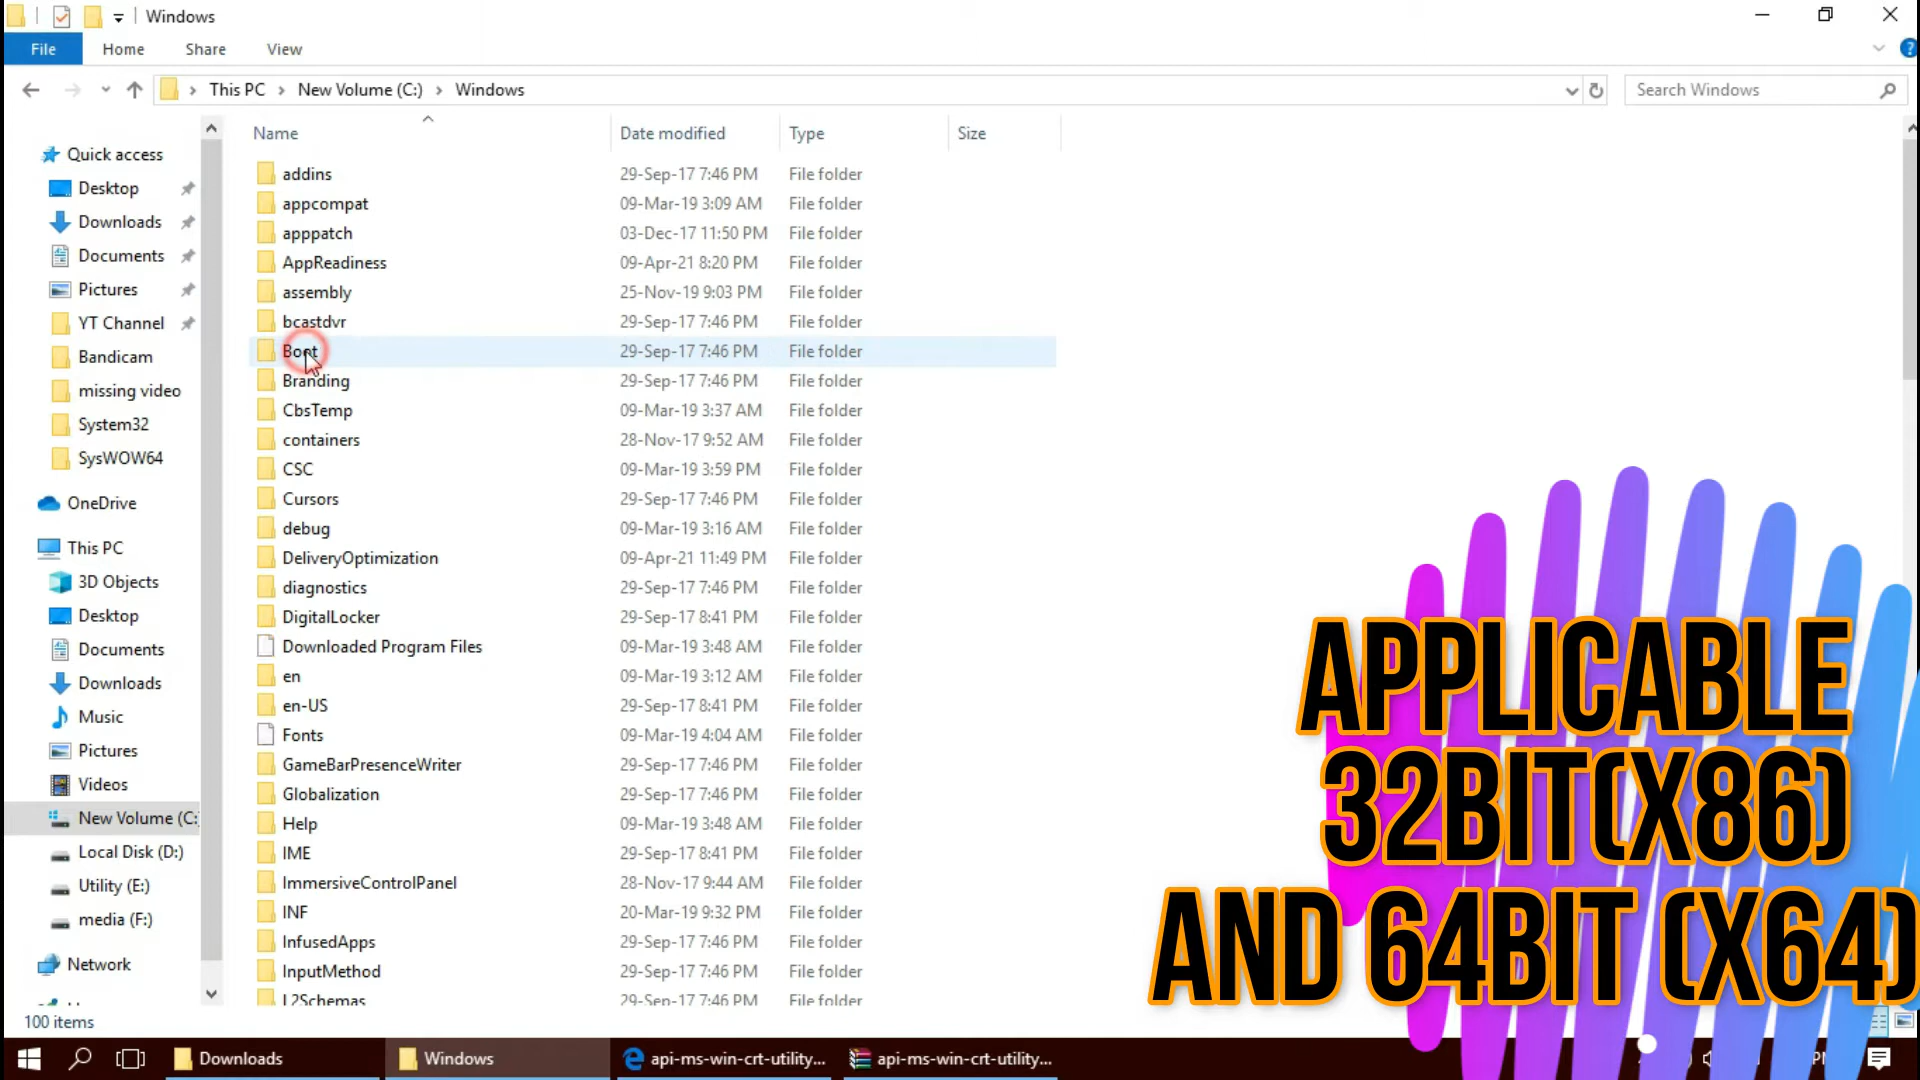 Windows
File Home Share View
This PC New Volume (C:) Windows
Search Windows
Name Date modified Type Size
Quick access
Desktop
Downloads
Documents
Pictures
YT Channel
Bandicam
missing video
System32
SysWOW64
OneDrive
This PC
3D Objects
Desktop
Documents
Downloads
Music
Pictures
Videos
New Volume (C:
Local Disk (D:)
Utility (E:)
media (F:)
Network
addins 29-Sep-17 7:46 PM File folder
appcompat 09-Mar-19 3:09 AM File folder
apppatch 03-Dec-17 11:50 PM File folder
AppReadiness 09-Apr-21 8:20 PM File folder
assembly 25-Nov-19 9:03 PM File folder
bcastdvr 29-Sep-17 7:46 PM File folder
Boot 29-Sep-17 7:46 PM File folder
Branding 29-Sep-17 7:46 PM File folder
CbsTemp 09-Mar-19 3:37 AM File folder
containers 28-Nov-17 9:52 AM File folder
CSC 09-Mar-19 3:59 PM File folder
Cursors 29-Sep-17 7:46 PM File folder
debug 09-Mar-19 3:16 AM File folder
DeliveryOptimization 09-Apr-21 11:49 PM File folder
diagnostics 29-Sep-17 7:46 PM File folder
DigitalLocker 29-Sep-17 8:41 PM File folder
Downloaded Program Files 09-Mar-19 3:48 AM File folder
en 09-Mar-19 3:12 AM File folder
en-US 29-Sep-17 8:41 PM File folder
Fonts 09-Mar-19 4:04 AM File folder
GameBarPresenceWriter 29-Sep-17 7:46 PM File folder
Globalization 29-Sep-17 7:46 PM File folder
Help 09-Mar-19 3:48 AM File folder
IME 29-Sep-17 8:41 PM File folder
ImmersiveControlPanel 28-Nov-17 9:44 AM File folder
INF 20-Mar-19 9:32 PM File folder
InfusedApps 29-Sep-17 7:46 PM File folder
InputMethod 29-Sep-17 7:46 PM File folder
L2Schemas 29-Sep-17 7:46 PM File folder
APPLICABLE
32BIT(X86)
AND 64BIT (X64)
100 items
Downloads Windows api-ms-win-crt-utility... api-ms-win-crt-utility...